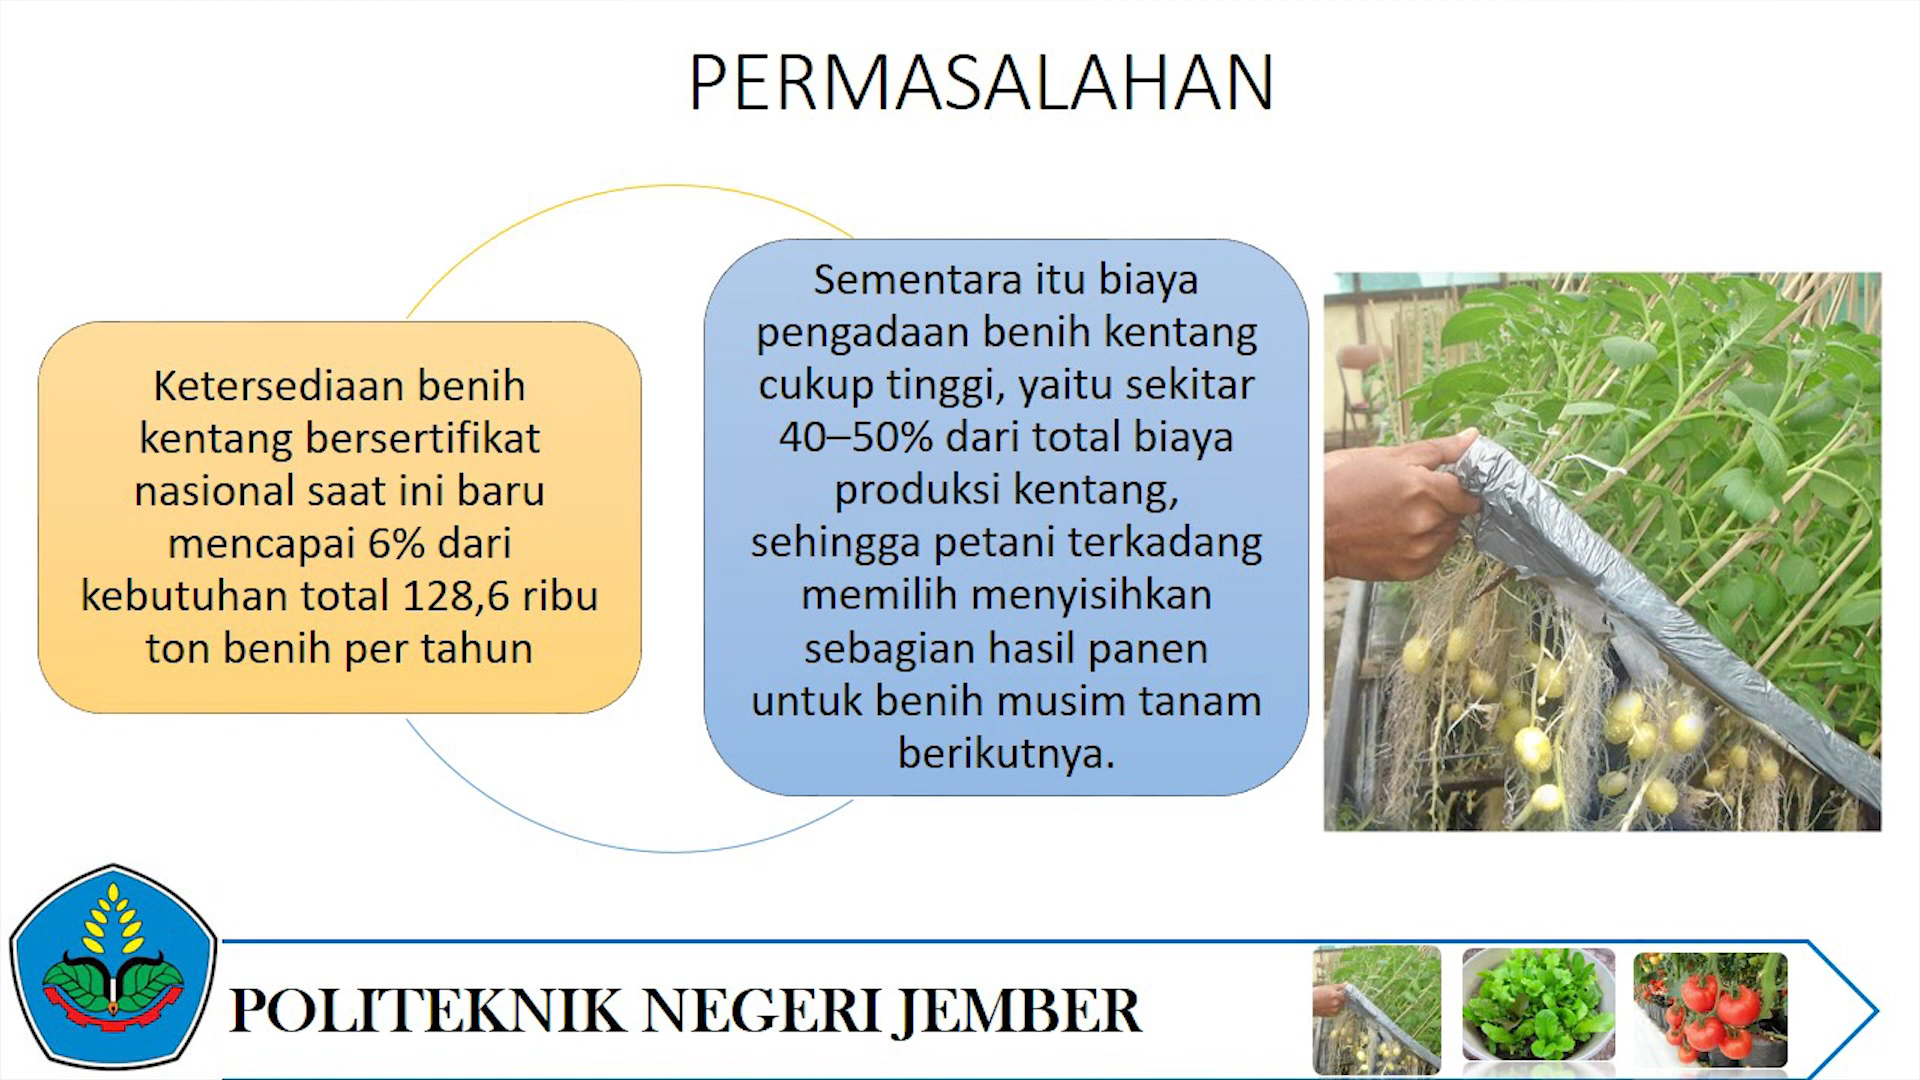 PERMASALAHAN
Ketersediaan benih
kentang bersertifikat
nasional saat ini baru
mencapai 6% dari
kebutuhan total 128,6 ribu
ton benih per tahun
Sementara itu biaya
pengadaan benih kentang
cukup tinggi, yaitu sekitar
40–50% dari total biaya
produksi kentang,
sehingga petani terkadang
memilih menyisihkan
sebagian hasil panen
untuk benih musim tanam
berikutnya.
POLITEKNIK NEGERI JEMBER